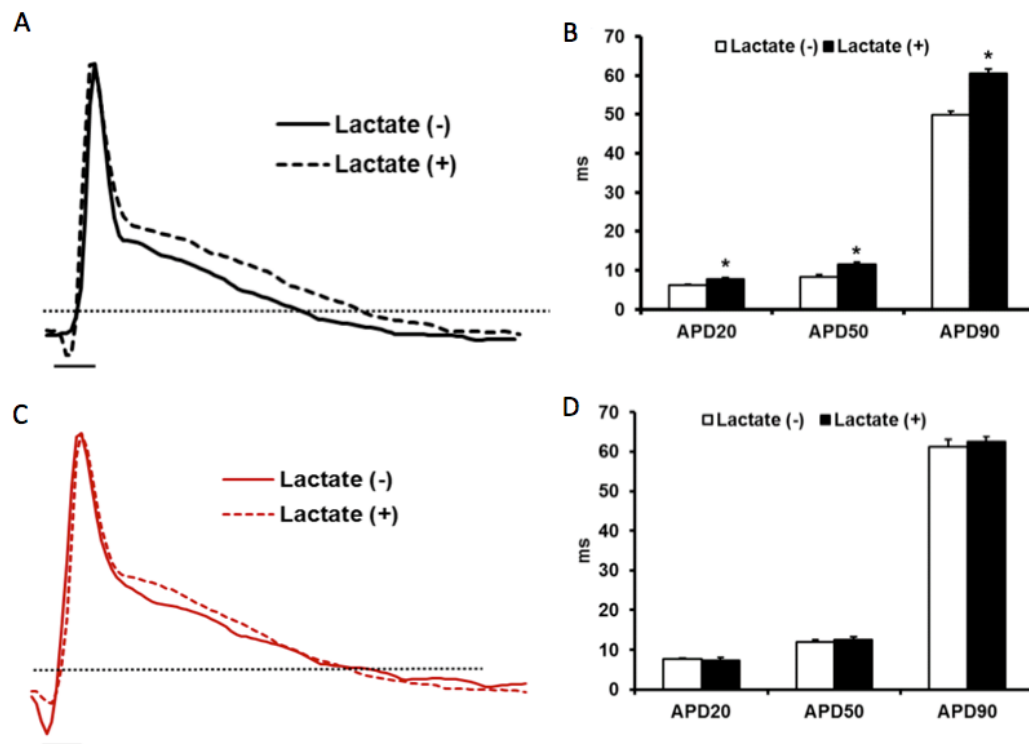 A
Lactate (-)
Lactate (+)
B
Lactate (-) Lactate (+)
70
60
50
40
30
20
10
0
ms
*
*
*
APD20 APD50 APD90
C
Lactate (-)
Lactate (+)
D
Lactate (-) Lactate (+)
70
60
50
40
30
20
10
0
ms
APD20 APD50 APD90